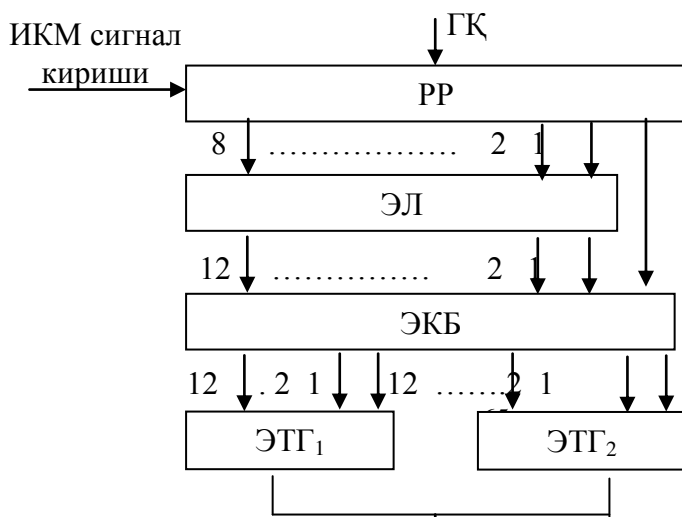 ИКМ сигнал
кириши
ГҚ
РР
8 .................. 2 1
ЭЛ
12 ............... 2 1
ЭКБ
12 . 2 1 12 ....... 2 1
ЭТГ₁
ЭТГ₂